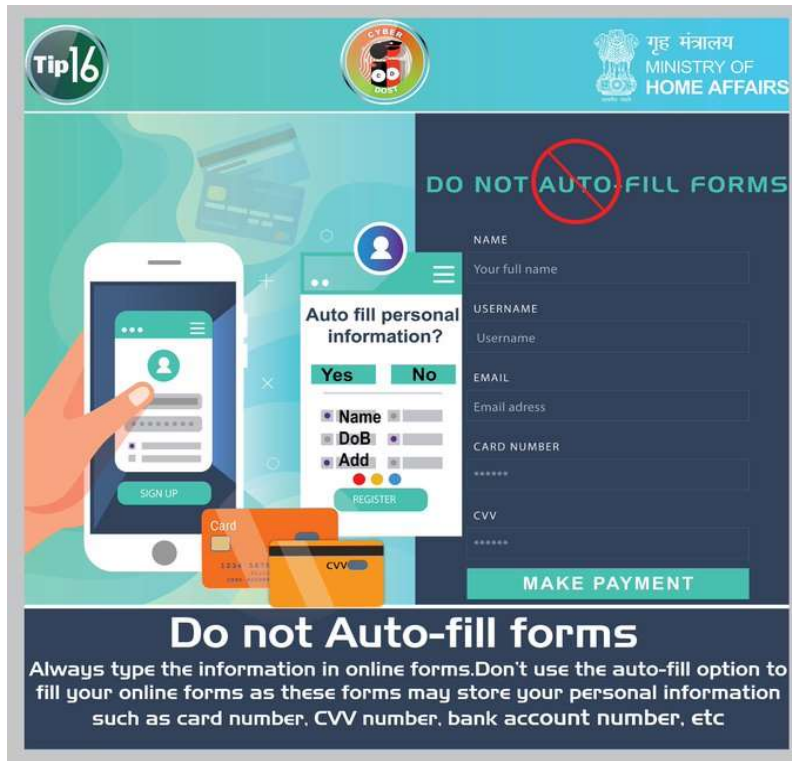 Tip 16
CYBER
DOST
गृह मंत्रालय
MINISTRY OF
HOME AFFAIRS
DO NOT AUTO-FILL FORMS
NAME
Your full name
USERNAME
Username
EMAIL
Email adress
CARD NUMBER
******
CVV
******
MAKE PAYMENT
SIGN UP
Auto fill personal
information?
Yes No
Name
DoB
Add
REGISTER
Card
CVV
Do not Auto-fill forms
Always type the information in online forms.Don't use the auto-fill option to
fill your online forms as these forms may store your personal information
such as card number, CVV number, bank account number, etc